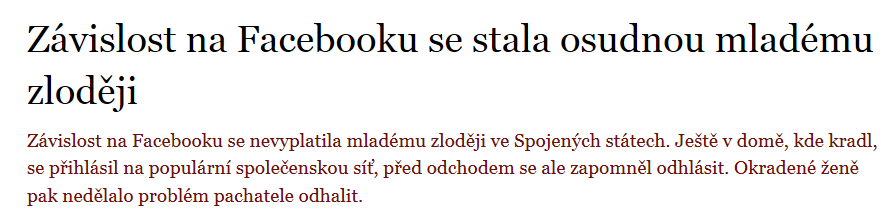 Závislost na Facebooku se stala osudnou mladému
zloději
Závislost na Facebooku se nevyplatila mladému zloději ve Spojených státech. Ještě v domě, kde kradl,
se přihlásil na populární společenskou síť, před odchodem se ale zapomněl odhlásit. Okradené ženě
pak nedělalo problém pachatele odhalit.